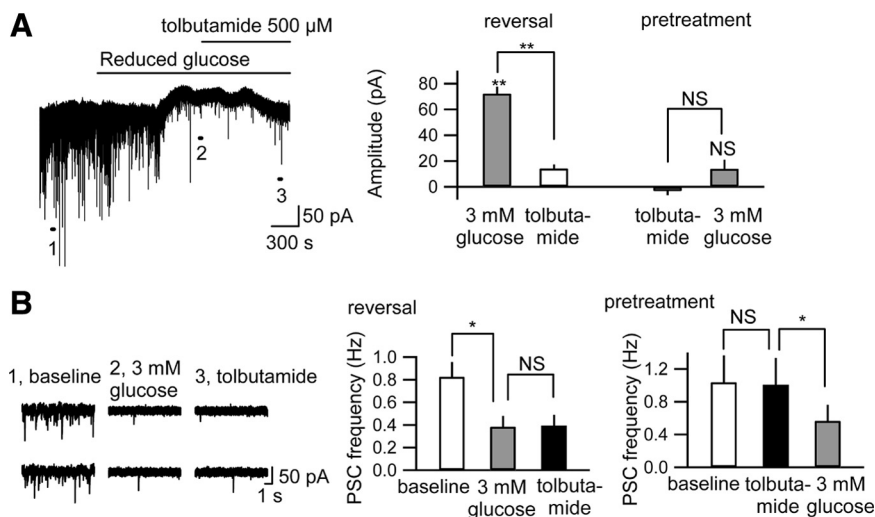 A
tolbutamide 500 µM
Reduced glucose
1
2
3
50 pA
300 s
reversal
pretreatment
Amplitude (pA)
80
60
40
20
0
**
**
NS
NS
3 mM
glucose
tolbuta-
mide
tolbuta-
mide
3 mM
glucose
B
1, baseline
2, 3 mM
glucose
3, tolbutamide
50 pA
1 s
reversal
PSC frequency (Hz)
1.0
0.8
0.6
0.4
0.2
0.0
*
NS
baseline
3 mM
glucose
tolbuta-
mide
pretreatment
PSC frequency (Hz)
1.2
0.8
0.4
0.0
NS
*
baseline
tolbuta-
mide
3 mM
glucose